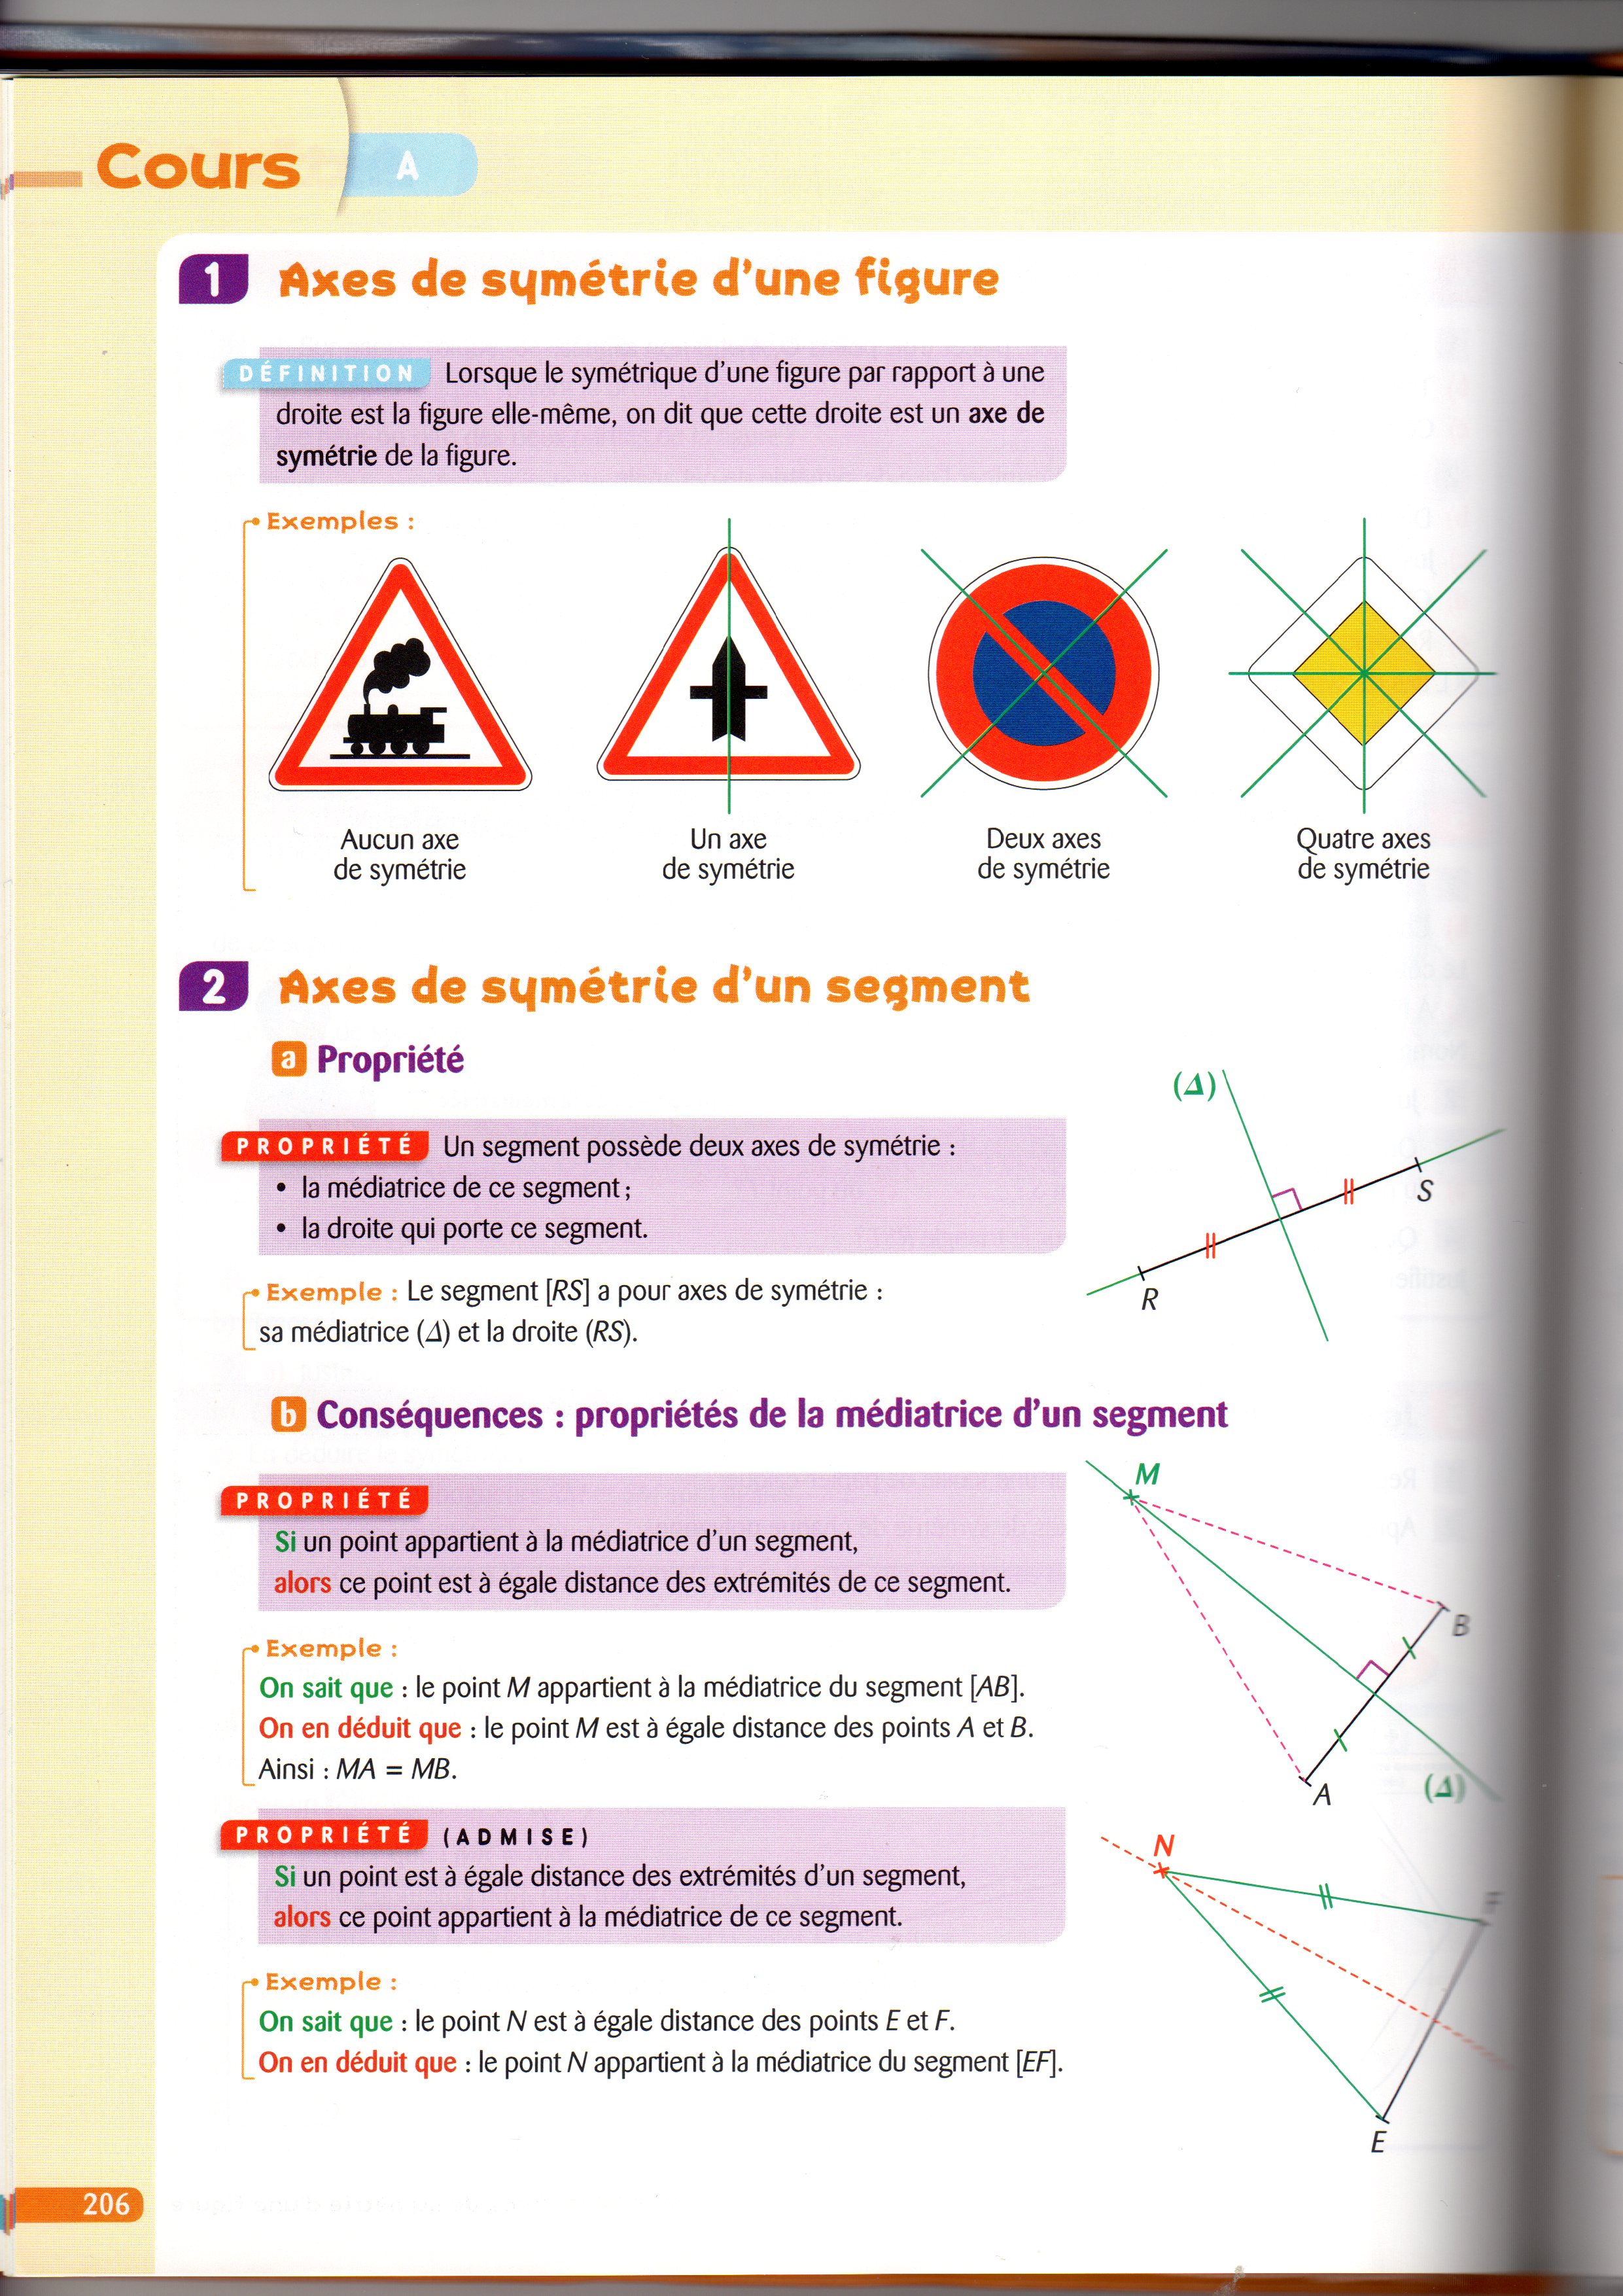 Cours A
1 Axes de symétrie d'une figure
DÉFINITION Lorsque le symétrique d'une figure par rapport à une
droite est la figure elle-même, on dit que cette droite est un axe de
symétrie de la figure.
Exemples :
Aucun axe
de symétrie
Un axe
de symétrie
Deux axes
de symétrie
Quatre axes
de symétrie
2 Axes de symétrie d'un segment
a Propriété
PROPRIÉTÉ Un segment possède deux axes de symétrie :
• la médiatrice de ce segment ;
• la droite qui porte ce segment.
Exemple : Le segment [RS] a pour axes de symétrie :
sa médiatrice (Δ) et la droite (RS).
(Δ)
S
R
b Conséquences : propriétés de la médiatrice d'un segment
PROPRIÉTÉ
Si un point appartient à la médiatrice d'un segment,
alors ce point est à égale distance des extrémités de ce segment.
Exemple :
On sait que : le point M appartient à la médiatrice du segment [AB].
On en déduit que : le point M est à égale distance des points A et B.
Ainsi : MA = MB.
M
B
A
(Δ)
PROPRIÉTÉ (ADMISE)
Si un point est à égale distance des extrémités d'un segment,
alors ce point appartient à la médiatrice de ce segment.
Exemple :
On sait que : le point N est à égale distance des points E et F.
On en déduit que : le point N appartient à la médiatrice du segment [EF].
N
F
E
206